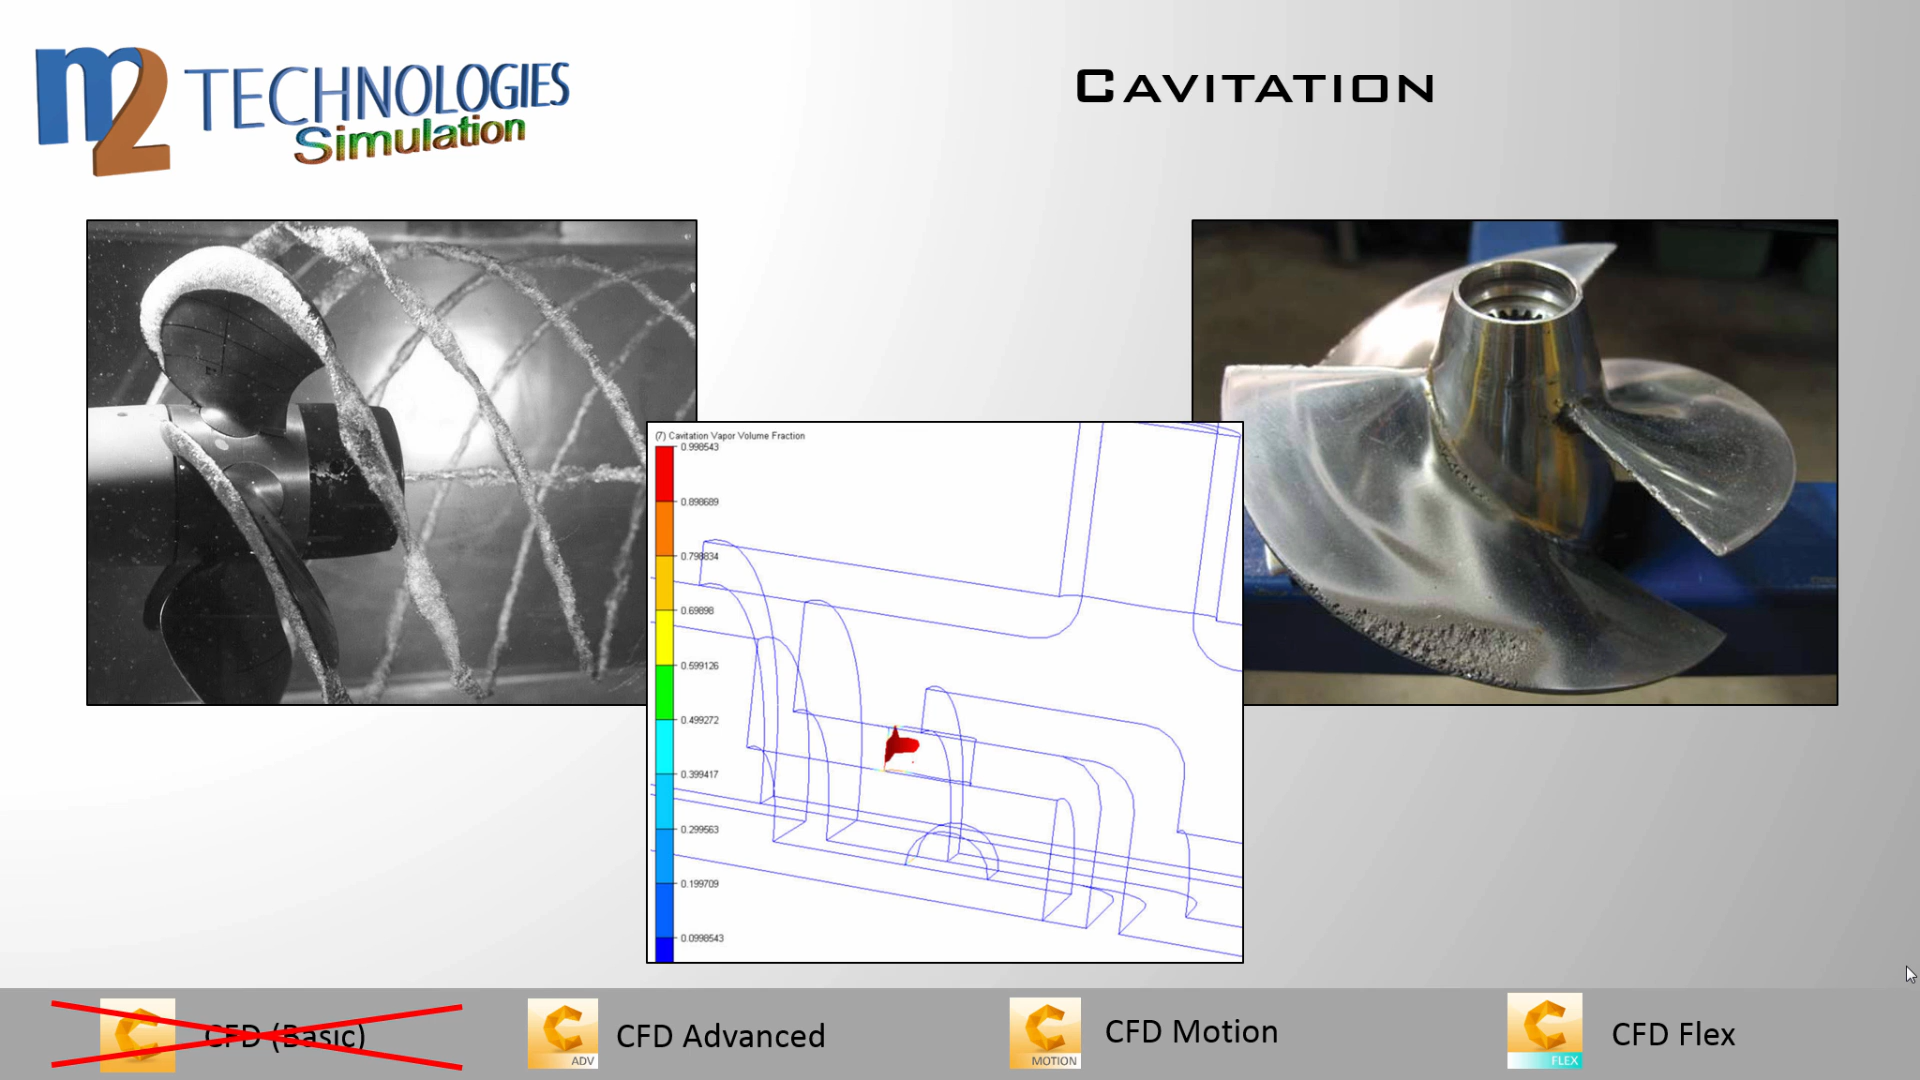 m2 TECHNOLOGIES
Simulation
CAVITATION
(7) Cavitation Vapor Volume Fraction
0.998543
0.898689
0.798834
0.69898
0.599126
0.499272
0.399417
0.299563
0.199709
0.0998543
CFD (Basic)
ADV
CFD Advanced
MOTION
CFD Motion
FLEX
CFD Flex